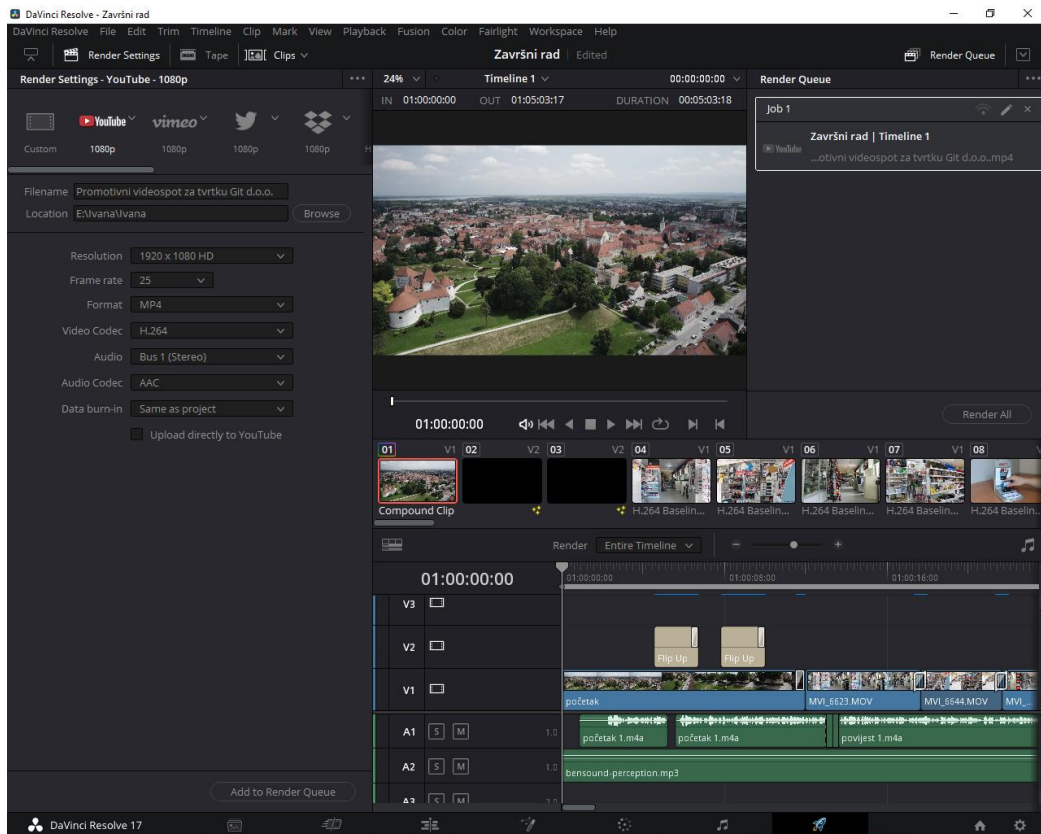 DaVinci Resolve - Završni rad
DaVinci Resolve File Edit Trim Timeline Clip Mark View Playback Fusion Color Fairlight Workspace Help
Render Settings Tape Clips Završni rad Edited Render Queue
Render Settings - YouTube - 1080p
24% Timeline 1 00:00:00:00
Render Queue
IN 01:00:00:00 OUT 01:05:03:17 DURATION 00:05:03:18
Job 1
YouTube vimeo
Custom 1080p 1080p 1080p 1080p H
Završni rad | Timeline 1
YouTube
...otivni videospot za tvrtku Git d.o.o..mp4
Filename Promotivni videospot za tvrtku Git d.o.o.
Location E:\Ivana\Ivana Browse
Resolution 1920 x 1080 HD
Frame rate 25
Format MP4
Video Codec H.264
Audio Bus 1 (Stereo)
Audio Codec AAC
Data burn-in Same as project
Upload directly to YouTube
Render All
01:00:00:00
01 V1 02 V2 03 V2 04 V1 05 V1 06 V1 07 V1 08
Compound Clip H.264 Baselin... H.264 Baselin... H.264 Baselin... H.264 Baselin... H.264 Baselin...
Render Entire Timeline
01:00:00:00
01:00:00:00 01:00:08:00 01:00:16:00
V3
V2
Flip Up Flip Up
V1
početak MVI_6623.MOV MVI_6644.MOV MVI_...
A1 S M 1.0
početak 1.m4a početak 1.m4a povijest 1.m4a
A2 S M 1.0
bensound-perception.mp3
A3 S M
Add to Render Queue
DaVinci Resolve 17